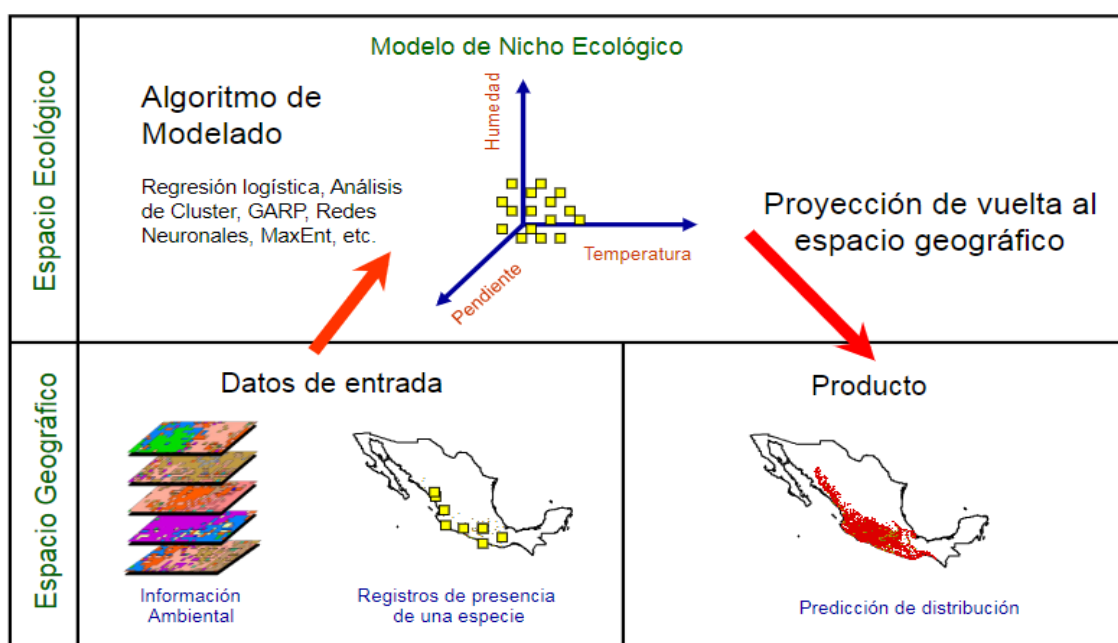 Espacio Ecológico
Modelo de Nicho Ecológico
Algoritmo de
Modelado
Regresión logística, Análisis
de Cluster, GARP, Redes
Neuronales, MaxEnt, etc.
Humedad
Temperatura
Pendiente
Proyección de vuelta al
espacio geográfico
Espacio Geográfico
Datos de entrada
Información
Ambiental
Registros de presencia
de una especie
Producto
Predicción de distribución